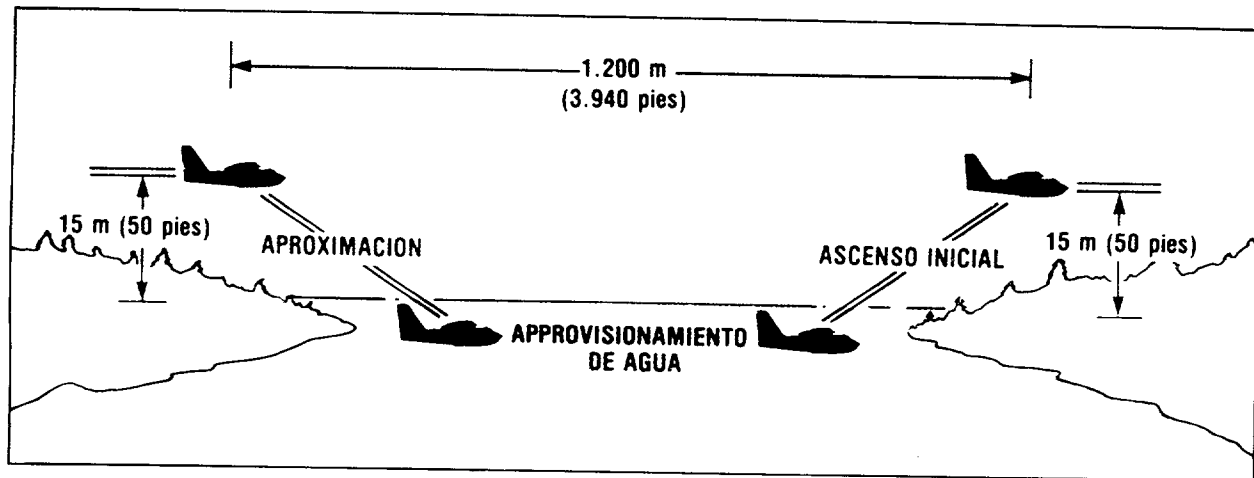 1.200 m
(3.940 pies)
15 m (50 pies)
APROXIMACION
ASCENSO INICIAL
15 m (50 pies)
APPROVISIONAMIENTO
DE AGUA